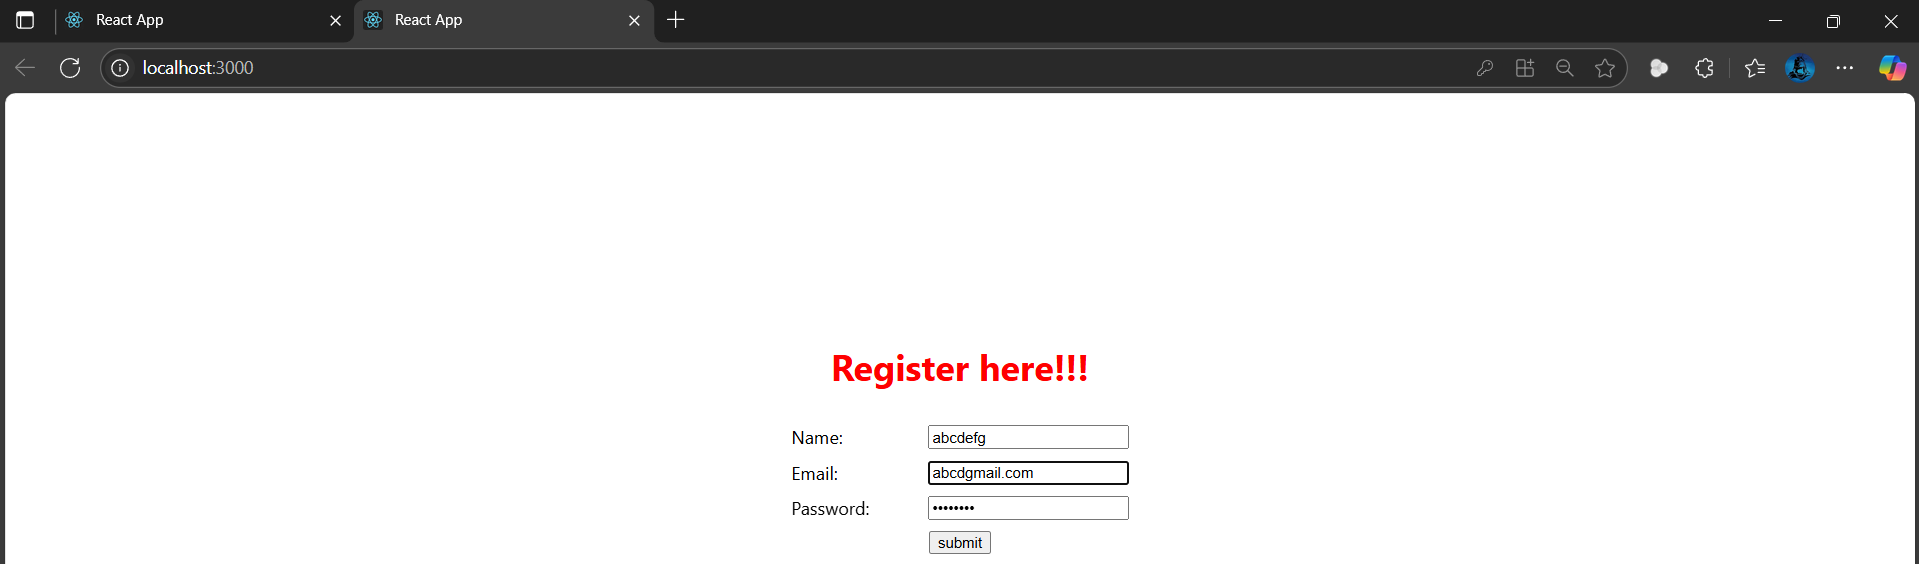 React App
React App
localhost:3000
Register here!!!
Name: abcdefg
Email: abcdgmail.com
Password: ••••••••
submit